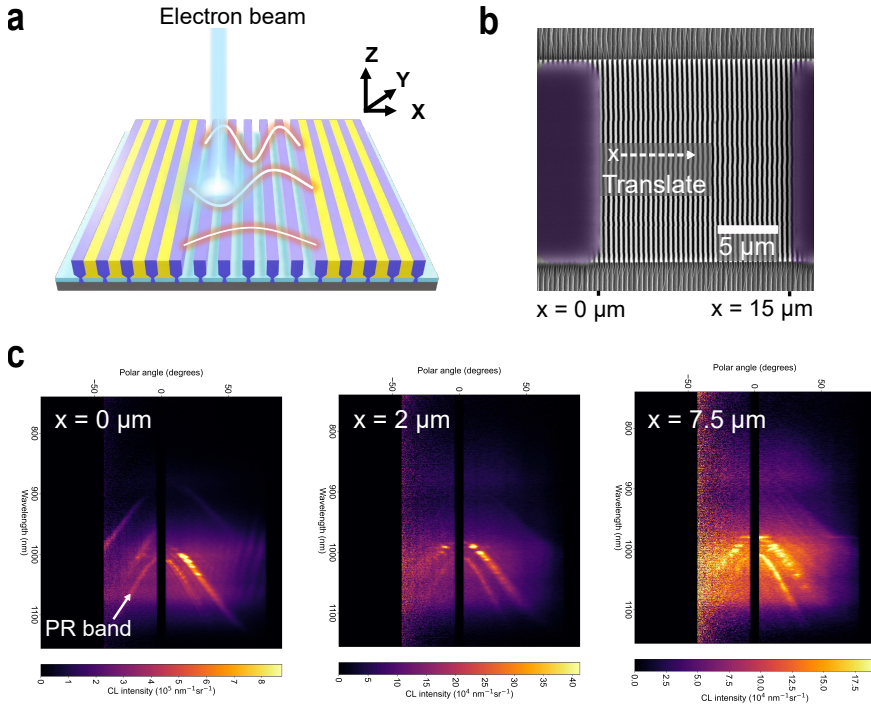 a
Electron beam
Z
Y
X
b
x
Translate
5 µm
x = 0 µm
x = 15 µm
c
Polar angle (degrees)
−50
0
50
x = 0 µm
Wavelength (nm)
800
900
1000
1100
PR band
0
1
2
3
4
5
6
7
8
CL intensity (10⁵ nm⁻¹sr⁻¹)
Polar angle (degrees)
−50
0
50
x = 2 µm
Wavelength (nm)
800
900
1000
1100
0
5
10
15
20
25
30
35
40
CL intensity (10⁴ nm⁻¹sr⁻¹)
Polar angle (degrees)
−50
0
50
x = 7.5 µm
Wavelength (nm)
800
900
1000
1100
0.0
2.5
5.0
7.5
10.0
12.5
15.0
17.5
CL intensity (10⁴ nm⁻¹sr⁻¹)